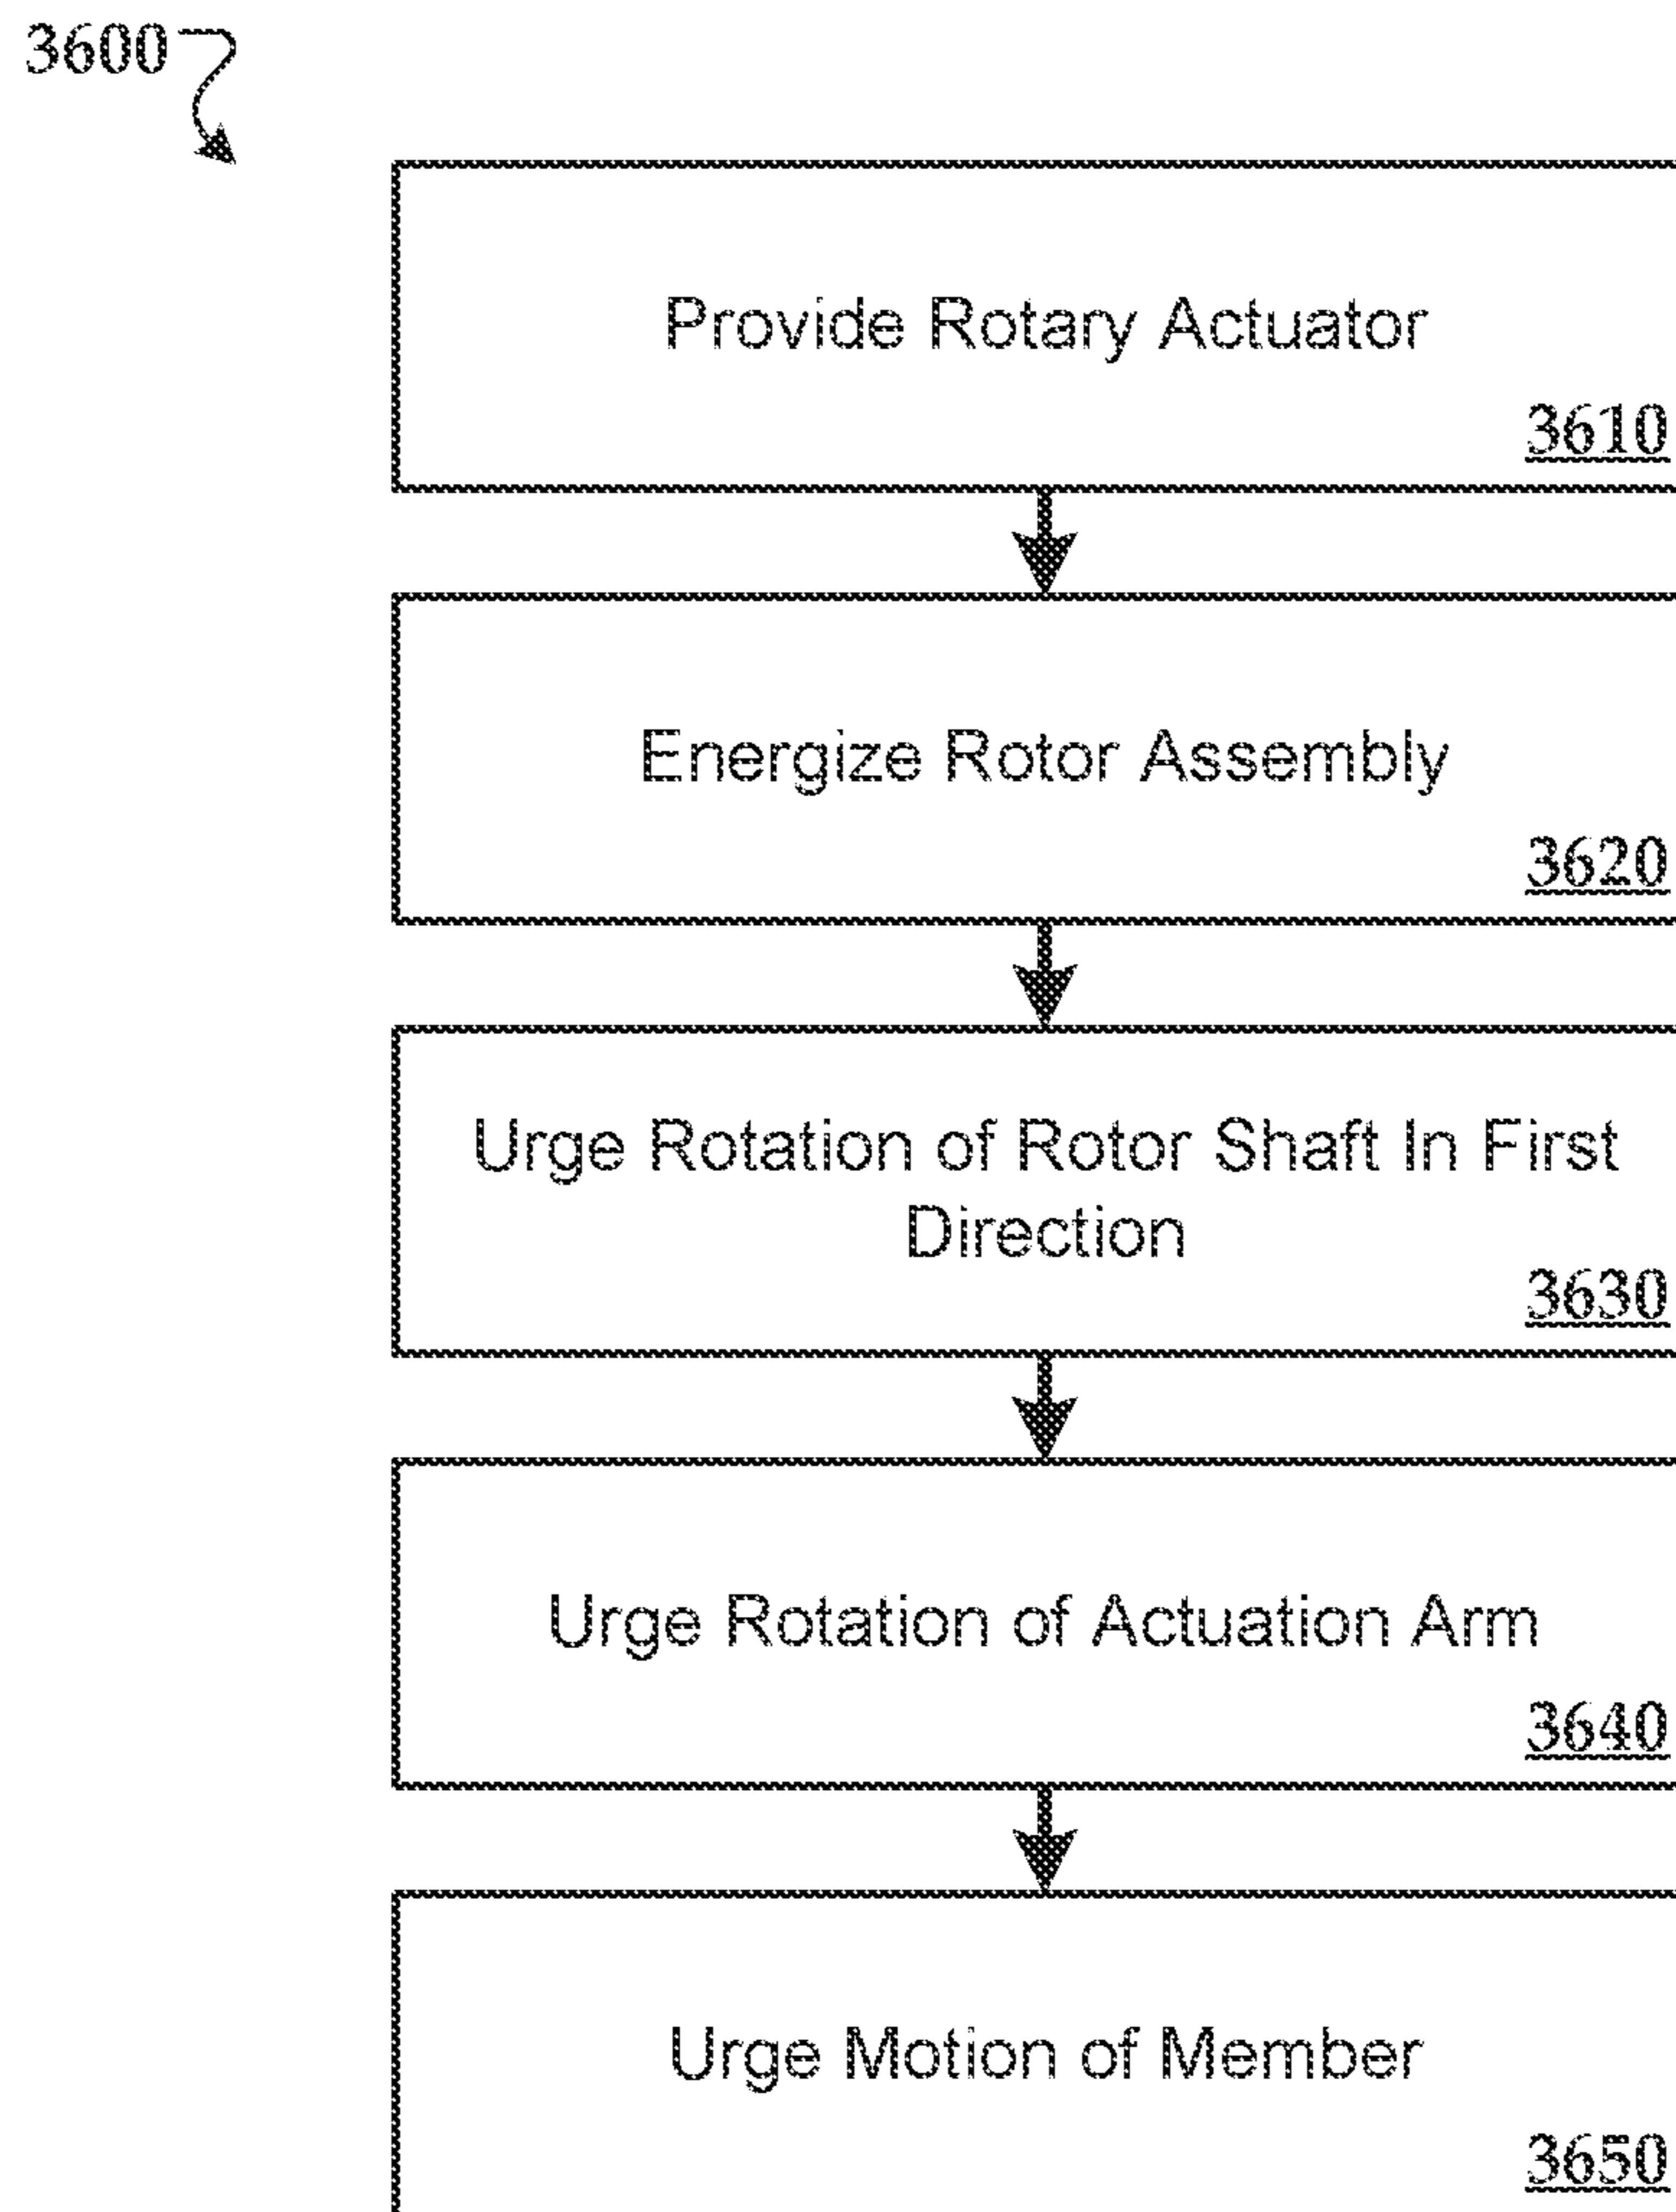 3600
Provide Rotary Actuator
3610
Energize Rotor Assembly
3620
Urge Rotation of Rotor Shaft In First
Direction
3630
Urge Rotation of Actuation Arm
3640
Urge Motion of Member
3650